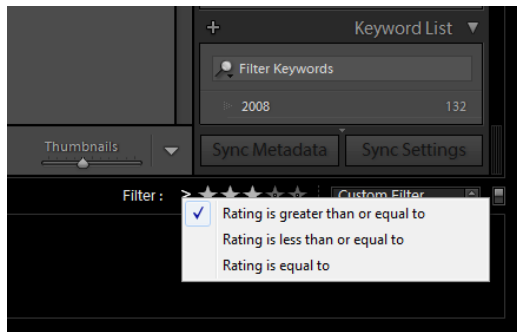 + Keyword List ▼
Filter Keywords
2008 132
Thumbnails
Sync Metadata Sync Settings
Filter : ≥ ★★★★★ Custom Filter
✓ Rating is greater than or equal to
Rating is less than or equal to
Rating is equal to